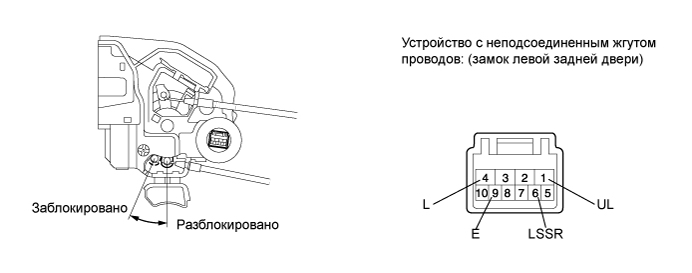 Устройство с неподсоединенным жгутом
проводов: (замок левой задней двери)
Заблокировано
Разблокировано
4 3 2 1
10 9 8 7 6 5
L
UL
E
LSSR